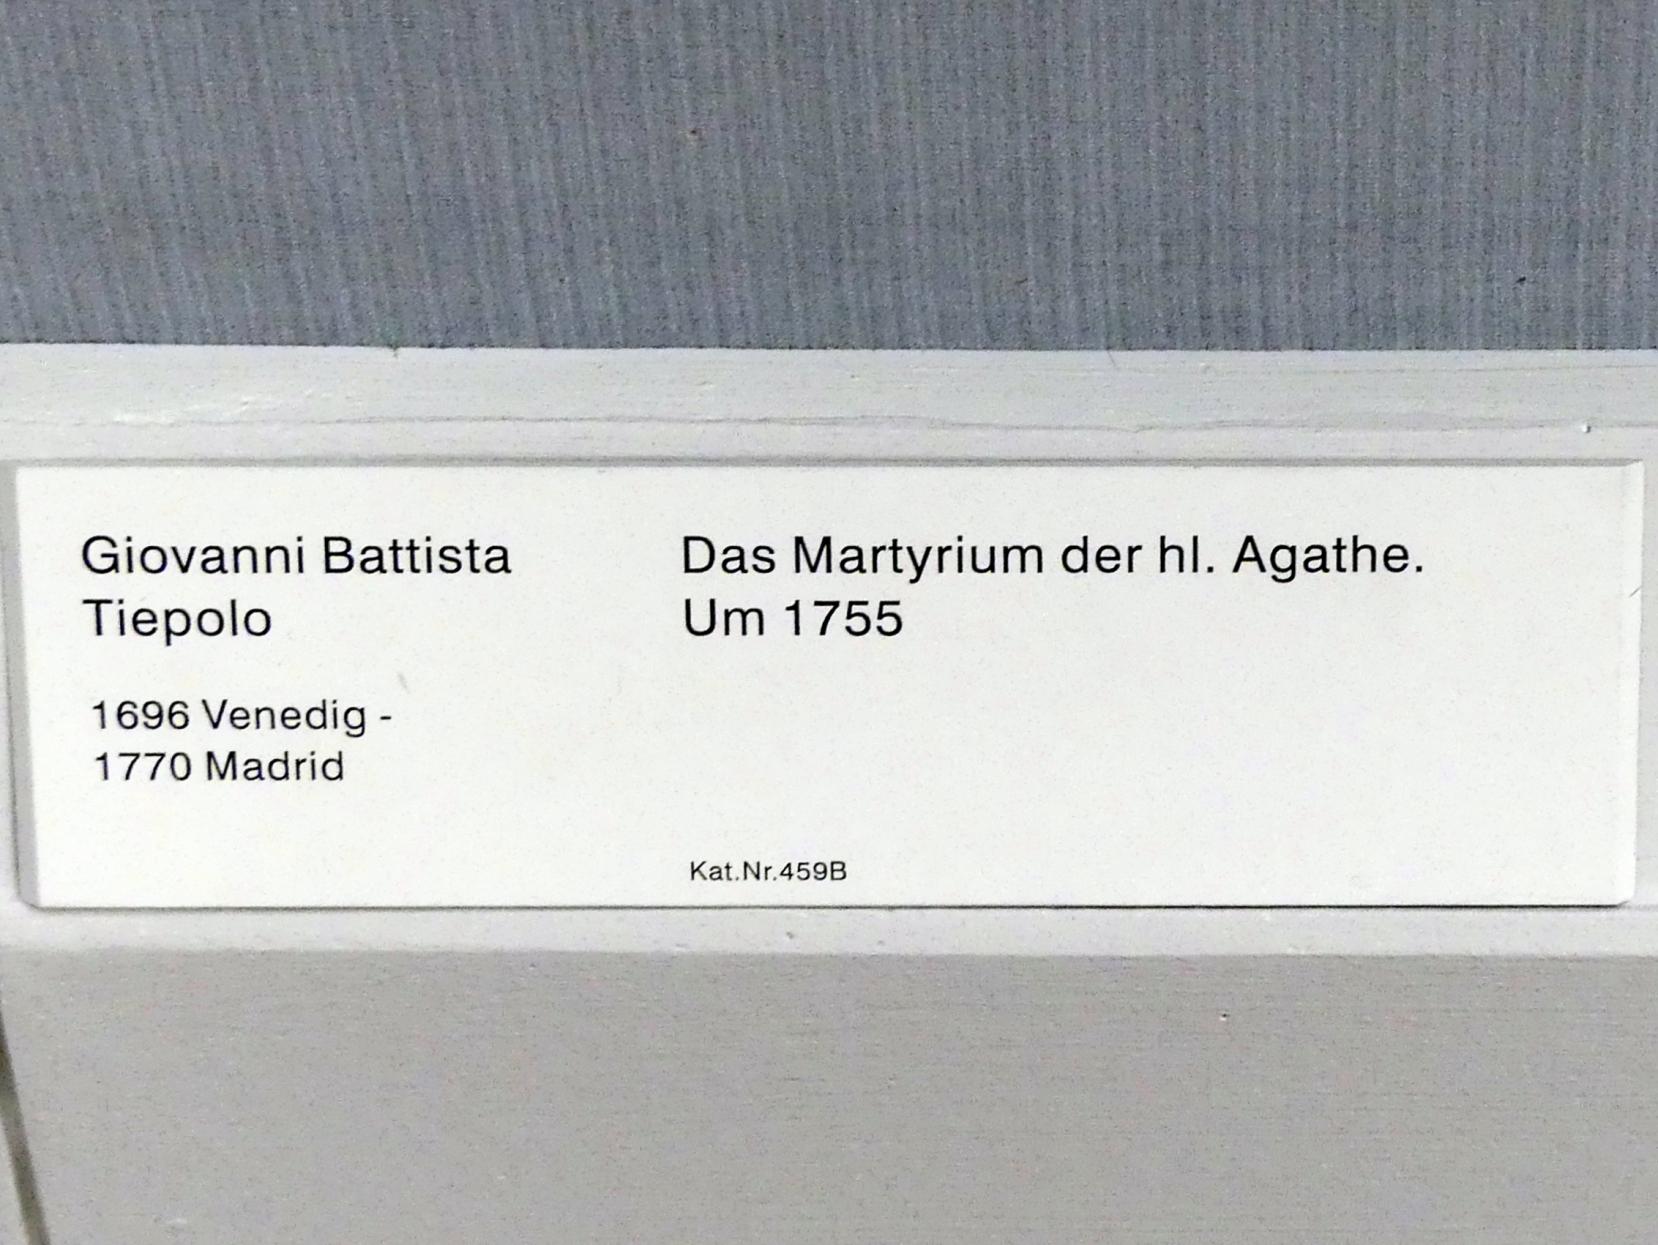 Giovanni Battista
Tiepolo
1696 Venedig -
1770 Madrid
Das Martyrium der hl. Agathe.
Um 1755
Kat.Nr.459B